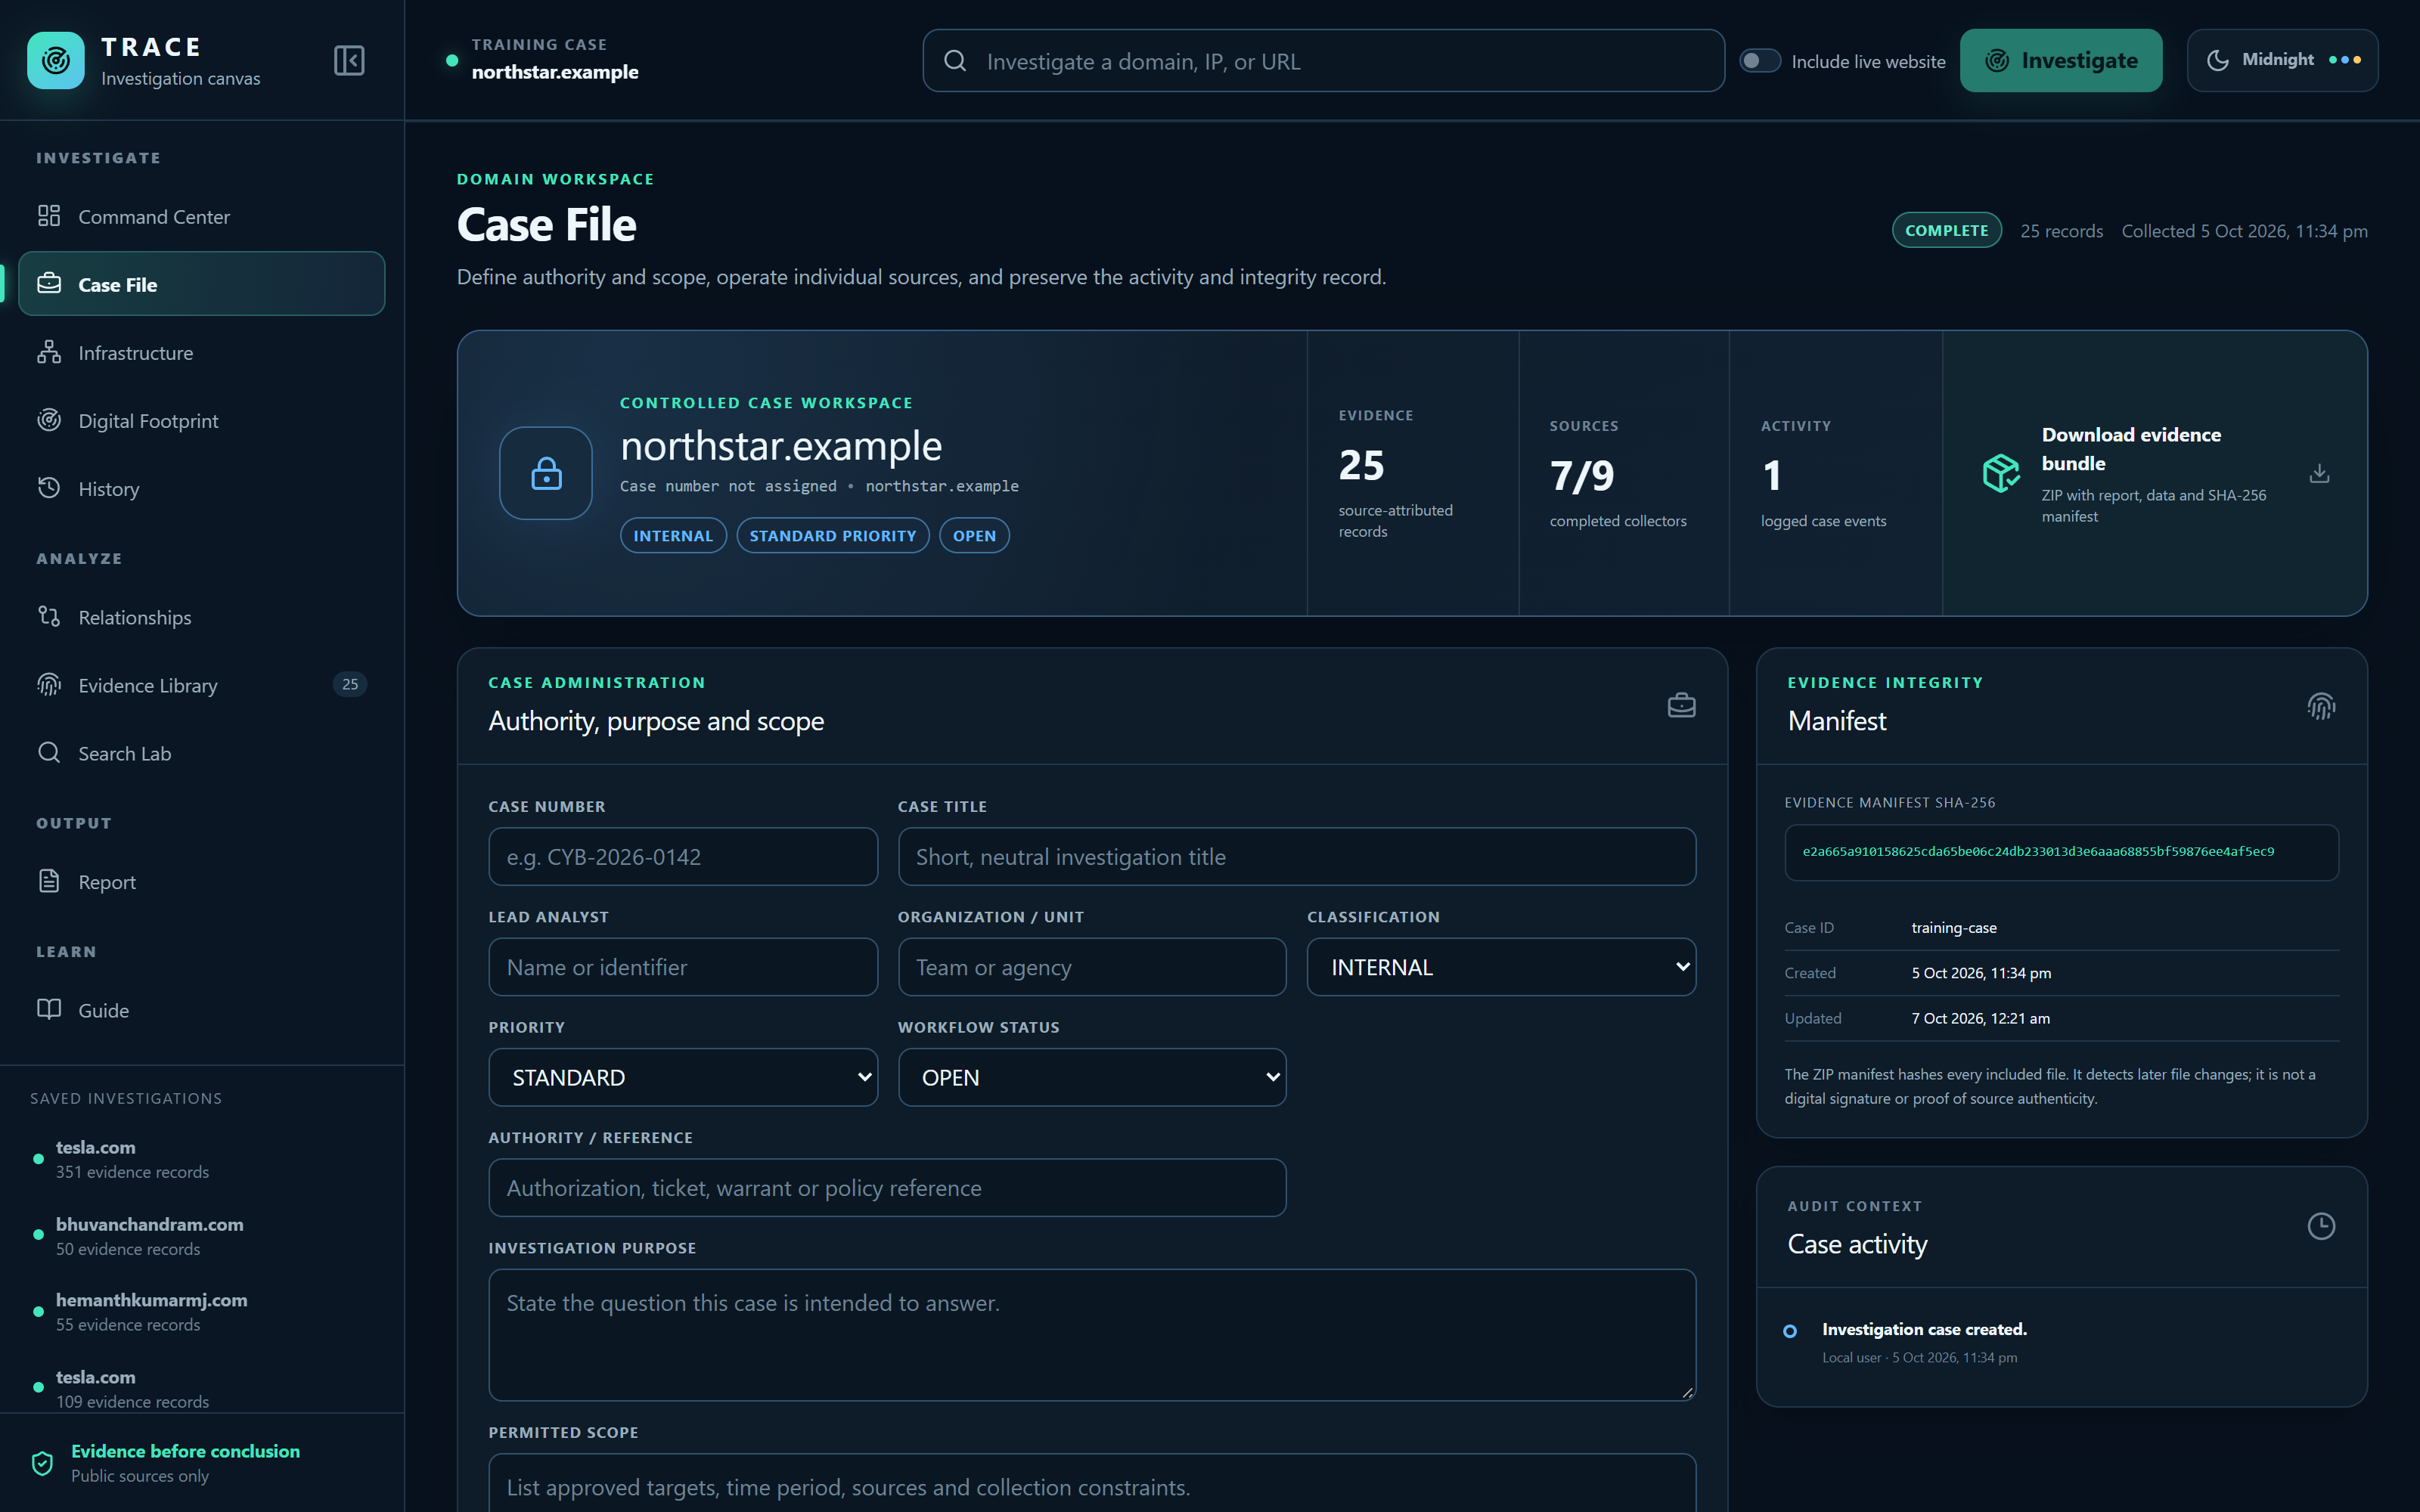 TRACE
Investigation canvas
INVESTIGATE
Command Center
Case File
Infrastructure
Digital Footprint
History
ANALYZE
Relationships
Evidence Library
25
Search Lab
OUTPUT
Report
LEARN
Guide
SAVED INVESTIGATIONS
tesla.com
351 evidence records
bhuvanchandram.com
50 evidence records
hemanthkumarmj.com
55 evidence records
tesla.com
109 evidence records
Evidence before conclusion
Public sources only
TRAINING CASE
northstar.example
Investigate a domain, IP, or URL
Include live website
Investigate
Midnight
DOMAIN WORKSPACE
Case File
Define authority and scope, operate individual sources, and preserve the activity and integrity record.
COMPLETE
25 records
Collected 5 Oct 2026, 11:34 pm
CONTROLLED CASE WORKSPACE
northstar.example
Case number not assigned • northstar.example
INTERNAL
STANDARD PRIORITY
OPEN
EVIDENCE
25
source-attributed
records
SOURCES
7/9
completed collectors
ACTIVITY
1
logged case events
Download evidence
bundle
ZIP with report, data and SHA-256
manifest
CASE ADMINISTRATION
Authority, purpose and scope
CASE NUMBER
e.g. CYB-2026-0142
CASE TITLE
Short, neutral investigation title
LEAD ANALYST
Name or identifier
ORGANIZATION / UNIT
Team or agency
CLASSIFICATION
INTERNAL
PRIORITY
STANDARD
WORKFLOW STATUS
OPEN
AUTHORITY / REFERENCE
Authorization, ticket, warrant or policy reference
INVESTIGATION PURPOSE
State the question this case is intended to answer.
PERMITTED SCOPE
List approved targets, time period, sources and collection constraints.
EVIDENCE INTEGRITY
Manifest
EVIDENCE MANIFEST SHA-256
e2a665a910158625cda65be06c24db233013d3e6aaa68855bf59876ee4af5ec9
Case ID
training-case
Created
5 Oct 2026, 11:34 pm
Updated
7 Oct 2026, 12:21 am
The ZIP manifest hashes every included file. It detects later file changes; it is not a
digital signature or proof of source authenticity.
AUDIT CONTEXT
Case activity
Investigation case created.
Local user · 5 Oct 2026, 11:34 pm